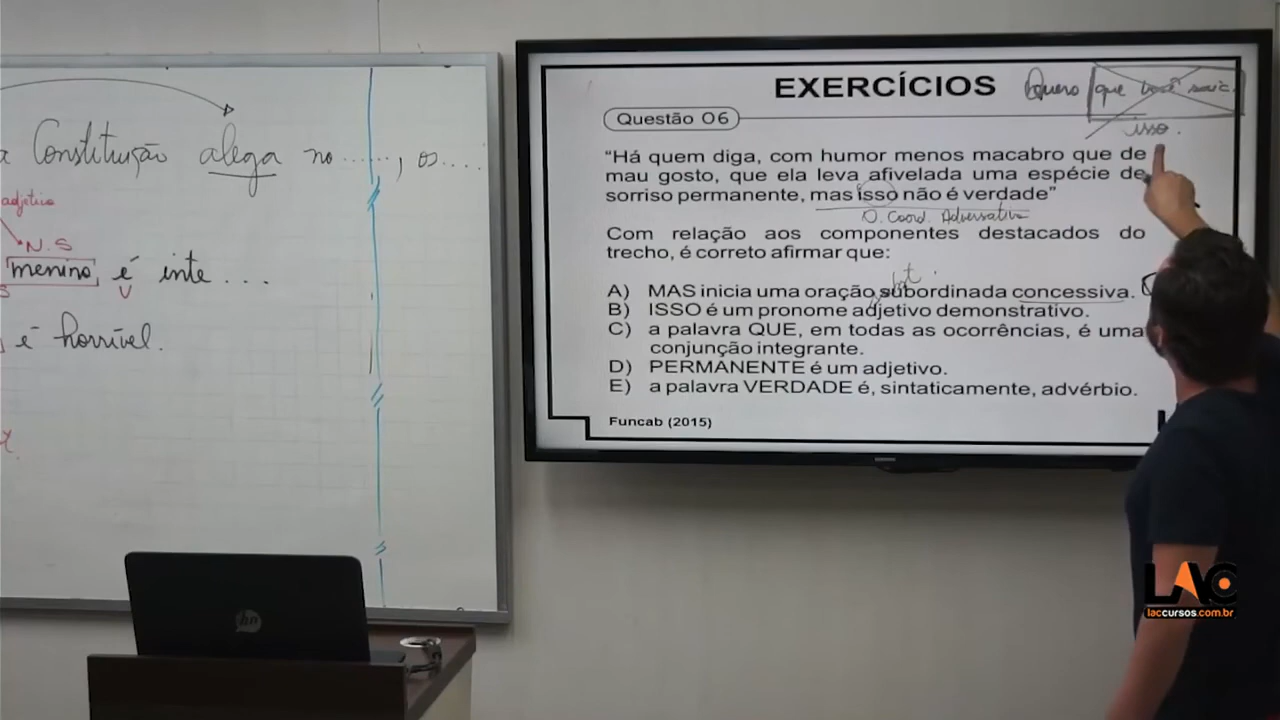 Constituição alega no ......, os .....
adjetivo
N.S
menino, é inte ...
S
V
é horrível.
EXERCÍCIOS
Quero que você saia.
isso.
Questão 06
"Há quem diga, com humor menos macabro que de
mau gosto, que ela leva afivelada uma espécie de
sorriso permanente, mas isso não é verdade"
O. Coord. Adversativa
Com relação aos componentes destacados do
trecho, é correto afirmar que:
A) MAS inicia uma oração subordinada concessiva.
B) ISSO é um pronome adjetivo demonstrativo.
C) a palavra QUE, em todas as ocorrências, é uma
conjunção integrante.
D) PERMANENTE é um adjetivo.
E) a palavra VERDADE é, sintaticamente, advérbio.
Funcab (2015)
hp
LAC
laccursos.com.br